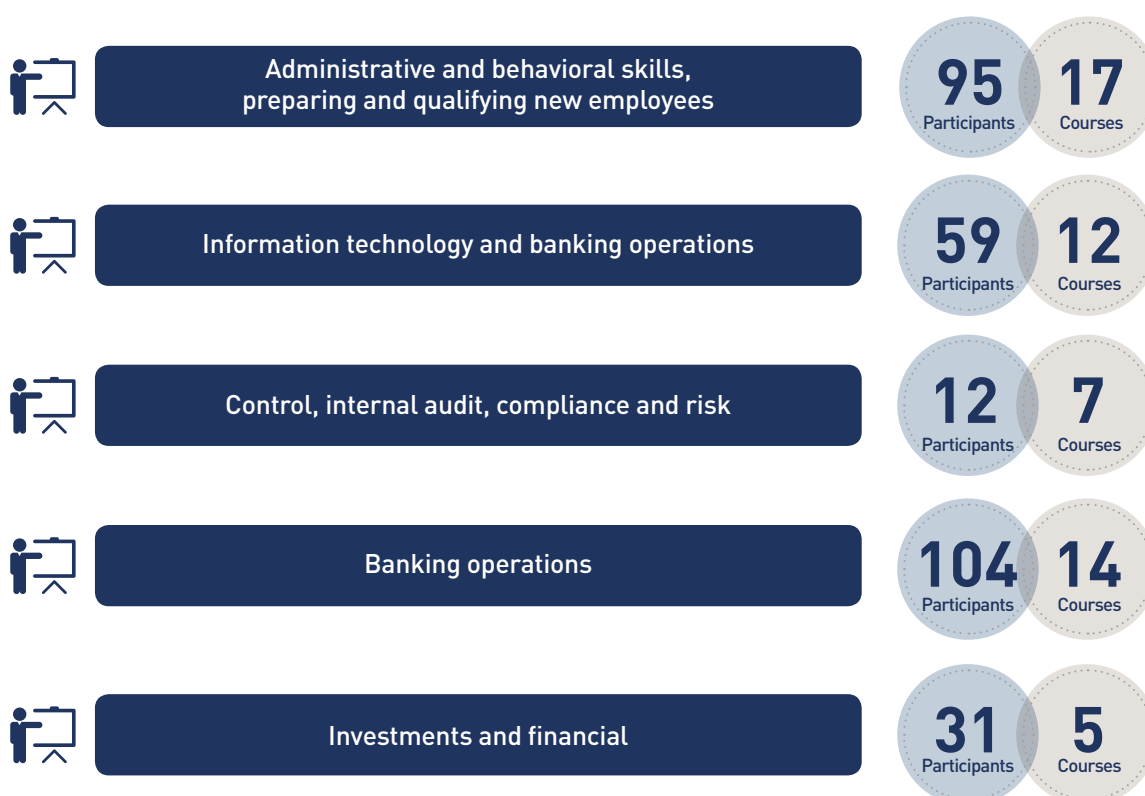 Administrative and behavioral skills,
preparing and qualifying new employees
95
Participants
17
Courses
Information technology and banking operations
59
Participants
12
Courses
Control, internal audit, compliance and risk
12
Participants
7
Courses
Banking operations
104
Participants
14
Courses
Investments and financial
31
Participants
5
Courses